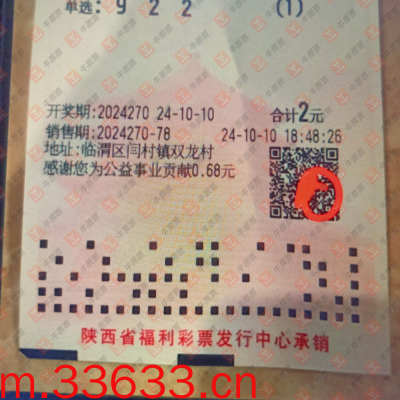 单选: 9 2 2 (1)
开奖期:2024270 24-10-10 合计2元
销售期:2024270-78 24-10-10 18:48:26
地址:临渭区闫村镇双龙村
感谢您为公益事业贡献0.68元
陕西省福利彩票发行中心承销
m.33633.cn